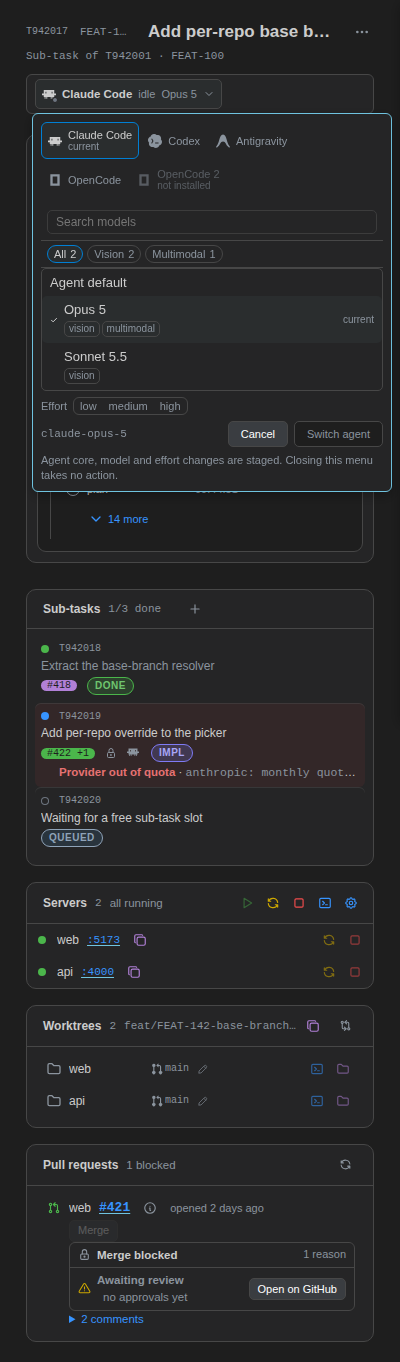 T942017 FEAT-1… Add per-repo base b…
Sub-task of T942001 · FEAT-100
Claude Code idle Opus 5
Claude Code
current
Codex
Antigravity
OpenCode
OpenCode 2
not installed
Search models
All 2 Vision 2 Multimodal 1
Agent default
Opus 5
vision multimodal
current
Sonnet 5.5
vision
Effort low medium high
claude-opus-5 Cancel Switch agent
Agent core, model and effort changes are staged. Closing this menu
takes no action.
14 more
Sub-tasks 1/3 done
T942018
Extract the base-branch resolver
#418 DONE
T942019
Add per-repo override to the picker
#422 +1 IMPL
Provider out of quota · anthropic: monthly quot…
T942020
Waiting for a free sub-task slot
QUEUED
Servers 2 all running
web :5173
api :4000
Worktrees 2 feat/FEAT-142-base-branch…
web main
api main
Pull requests 1 blocked
web #421 opened 2 days ago
Merge
Merge blocked 1 reason
Awaiting review
no approvals yet
Open on GitHub
2 comments